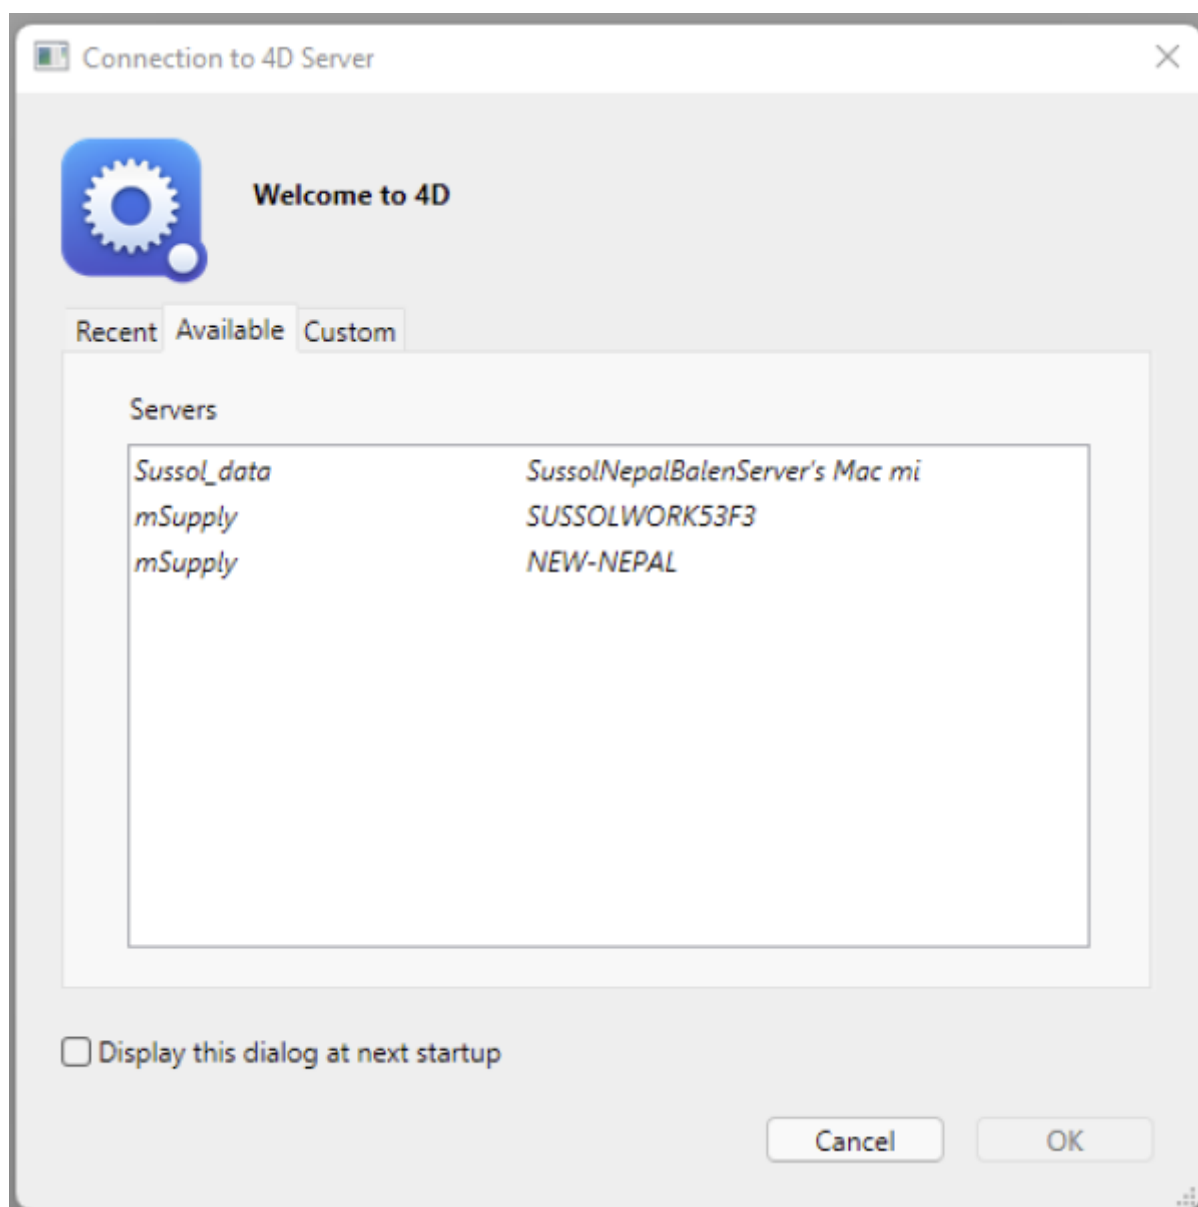 Connection to 4D Server
Welcome to 4D
Recent Available Custom
Servers
Sussol_data SussolNepalBalenServer's Mac mi
mSupply SUSSOLWORK53F3
mSupply NEW-NEPAL
Display this dialog at next startup
Cancel OK